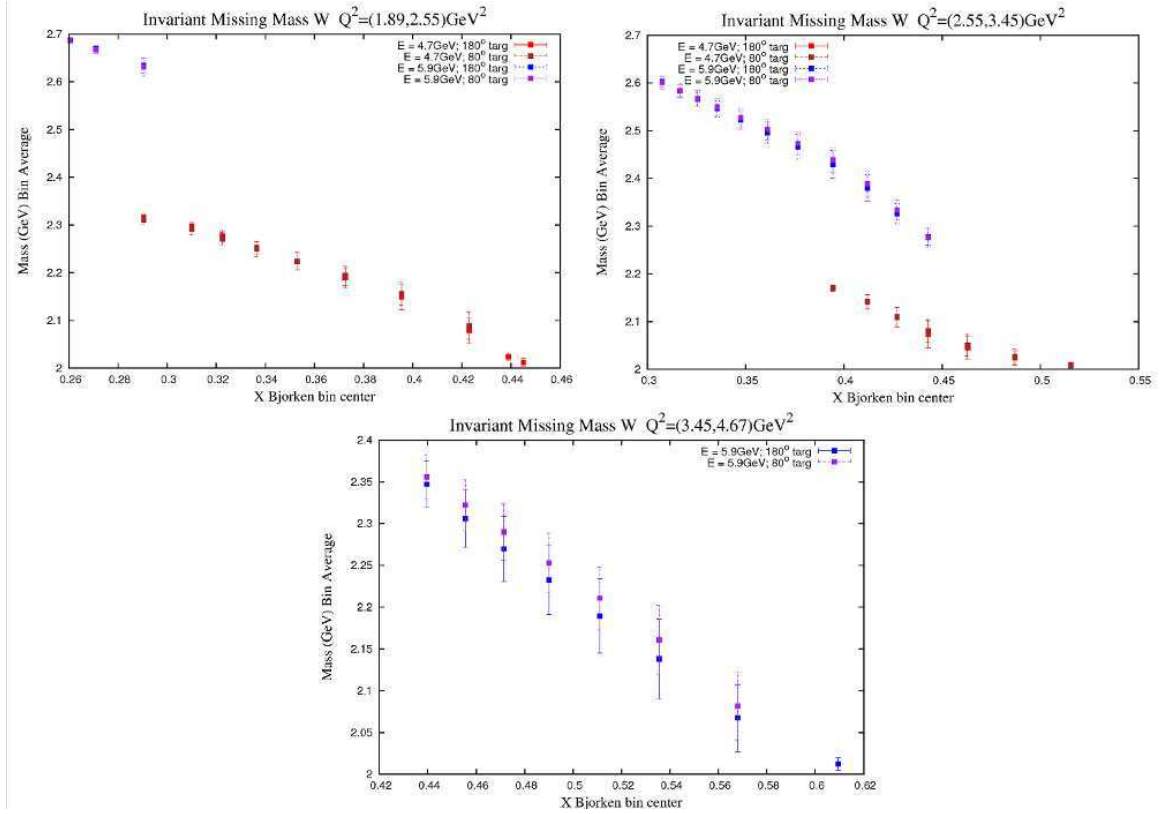 Invariant Missing Mass W Q^2=(1.89,2.55)GeV^2
E = 4.7GeV; 180° targ
E = 4.7GeV; 80° targ
E = 5.9GeV; 180° targ
E = 5.9GeV; 80° targ
Mass (GeV) Bin Average
2.7
2.6
2.5
2.4
2.3
2.2
2.1
2
0.26 0.28 0.3 0.32 0.34 0.36 0.38 0.4 0.42 0.44 0.46
X Bjorken bin center
Invariant Missing Mass W Q^2=(2.55,3.45)GeV^2
E = 4.7GeV; 180° targ
E = 4.7GeV; 80° targ
E = 5.9GeV; 180° targ
E = 5.9GeV; 80° targ
Mass (GeV) Bin Average
2.7
2.6
2.5
2.4
2.3
2.2
2.1
2
0.3 0.35 0.4 0.45 0.5 0.55
X Bjorken bin center
Invariant Missing Mass W Q^2=(3.45,4.67)GeV^2
E = 5.9GeV; 180° targ
E = 5.9GeV; 80° targ
Mass (GeV) Bin Average
2.4
2.35
2.3
2.25
2.2
2.15
2.1
2.05
2
0.42 0.44 0.46 0.48 0.5 0.52 0.54 0.56 0.58 0.6 0.62
X Bjorken bin center